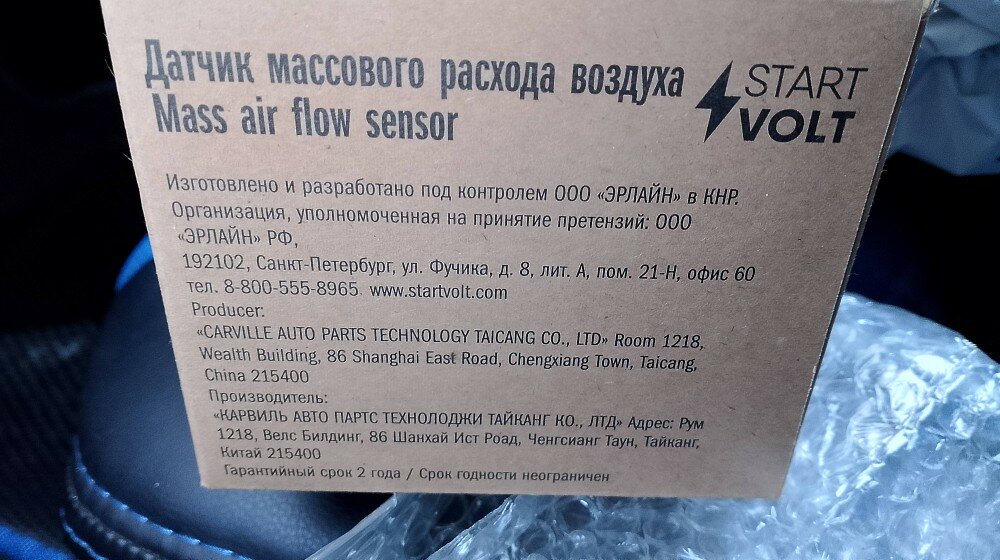 Датчик массового расхода воздуха
Mass air flow sensor
START
VOLT
Изготовлено и разработано под контролем ООО «ЭРЛАЙН» в КНР.
Организация, уполномоченная на принятие претензий: ООО
«ЭРЛАЙН» РФ,
192102, Санкт-Петербург, ул. Фучика, д. 8, лит. А, пом. 21-Н, офис 60
тел. 8-800-555-8965 www.startvolt.com
Producer:
«CARVILLE AUTO PARTS TECHNOLOGY TAICANG CO., LTD» Room 1218,
Wealth Building, 86 Shanghai East Road, Chengxiang Town, Taicang,
China 215400
Производитель:
«КАРВИЛЬ АВТО ПАРТС ТЕХНОЛОДЖИ ТАЙКАНГ КО., ЛТД» Адрес: Рум
1218, Велс Билдинг, 86 Шанхай Ист Роад, Ченгсианг Таун, Тайканг,
Китай 215400
Гарантийный срок 2 года / Срок годности неограничен